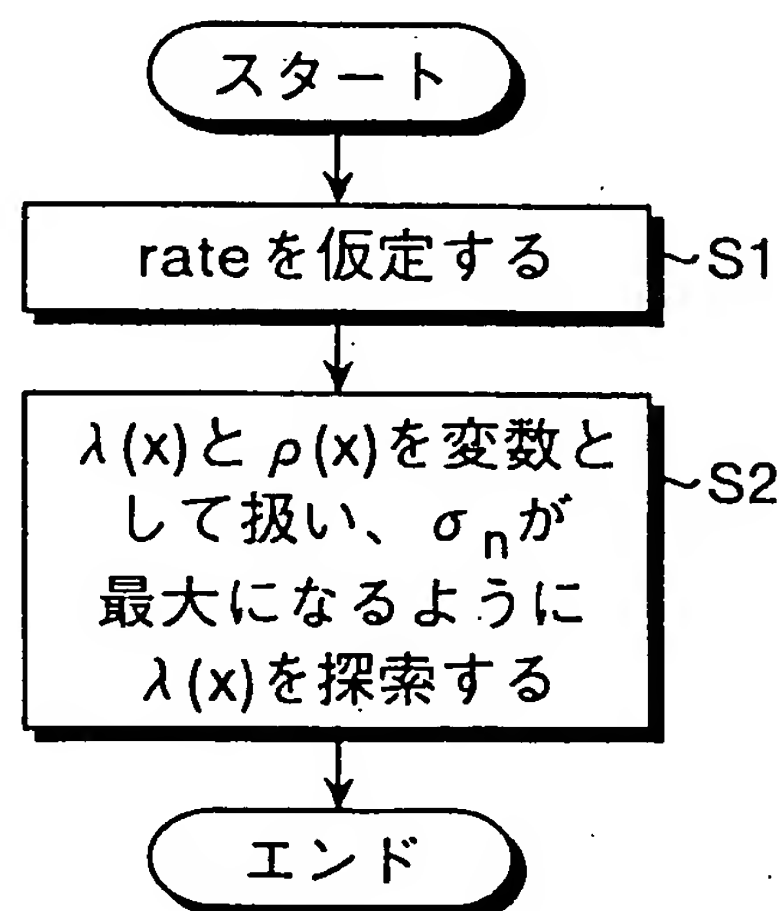 スタート
rateを仮定する
~S1
λ(x)とρ(x)を変数と
して扱い、σnが
最大になるように
λ(x)を探索する
~S2
エンド